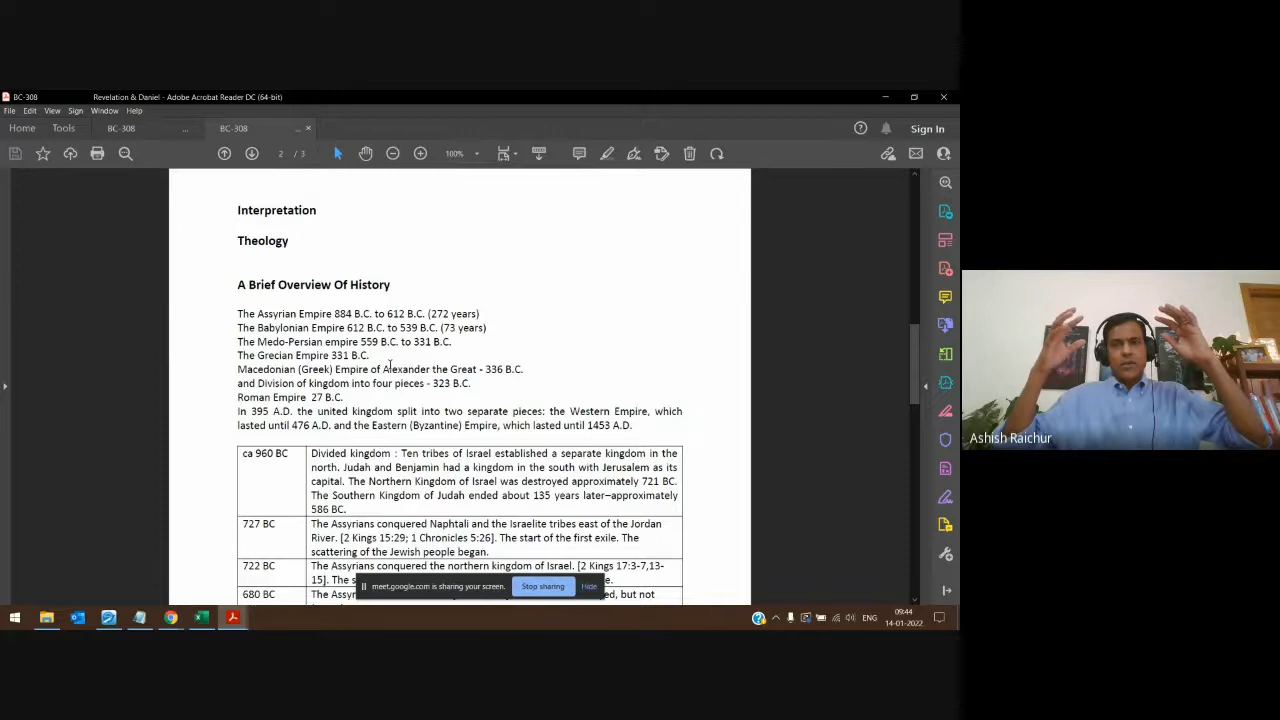 BC-308
Revelation & Daniel - Adobe Acrobat Reader DC (64-bit)
File Edit View Sign Window Help
Home Tools BC-308 ... BC-308 ... ×
Sign In
2 / 3
100%
Interpretation
Theology
A Brief Overview Of History
The Assyrian Empire 884 B.C. to 612 B.C. (272 years)
The Babylonian Empire 612 B.C. to 539 B.C. (73 years)
The Medo-Persian empire 559 B.C. to 331 B.C.
The Grecian Empire 331 B.C.
Macedonian (Greek) Empire of Alexander the Great - 336 B.C.
and Division of kingdom into four pieces - 323 B.C.
Roman Empire 27 B.C.
In 395 A.D. the united kingdom split into two separate pieces: the Western Empire, which
lasted until 476 A.D. and the Eastern (Byzantine) Empire, which lasted until 1453 A.D.
ca 960 BC
Divided kingdom : Ten tribes of Israel established a separate kingdom in the
north. Judah and Benjamin had a kingdom in the south with Jerusalem as its
capital. The Northern Kingdom of Israel was destroyed approximately 721 BC.
The Southern Kingdom of Judah ended about 135 years later–approximately
586 BC.
727 BC
The Assyrians conquered Naphtali and the Israelite tribes east of the Jordan
River. [2 Kings 15:29; 1 Chronicles 5:26]. The start of the first exile. The
scattering of the Jewish people began.
722 BC
The Assyrians conquered the northern kingdom of Israel. [2 Kings 17:3-7,13-
15]. The
680 BC
The but not
meet.google.com is sharing your screen. Stop sharing Hide
Ashish Raichur
ENG
09:44
14-01-2022